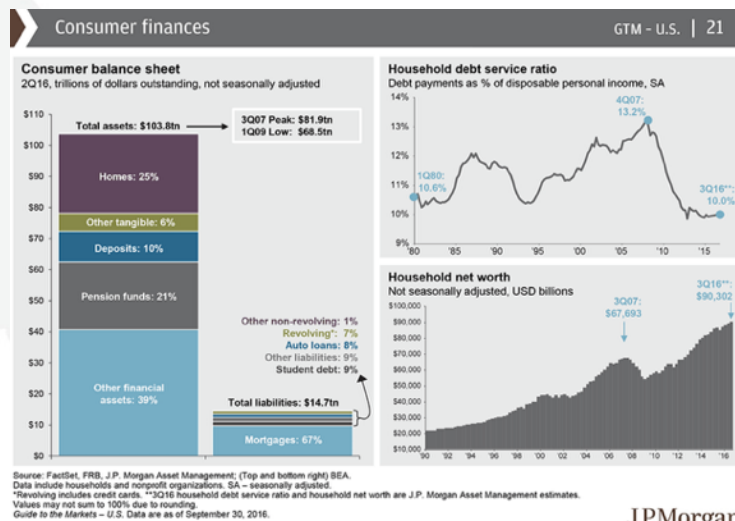 Consumer finances
GTM – U.S. | 21
Consumer balance sheet
2Q16, trillions of dollars outstanding, not seasonally adjusted
$110
$100
$90
$80
$70
$60
$50
$40
$30
$20
$10
$0
Total assets: $103.8tn
3Q07 Peak: $81.9tn
1Q09 Low: $68.5tn
Homes: 25%
Other tangible: 6%
Deposits: 10%
Pension funds: 21%
Other financial
assets: 39%
Other non-revolving: 1%
Revolving*: 7%
Auto loans: 8%
Other liabilities: 9%
Student debt: 9%
Total liabilities: $14.7tn
Mortgages: 67%
Household debt service ratio
Debt payments as % of disposable personal income, SA
14%
13%
12%
11%
10%
9%
1Q80:
10.6%
4Q07:
13.2%
3Q16**:
10.0%
'80 '85 '90 '95 '00 '05 '10 '15
Household net worth
Not seasonally adjusted, USD billions
$100,000
$90,000
$80,000
$70,000
$60,000
$50,000
$40,000
$30,000
$20,000
$10,000
3Q07:
$67,693
3Q16**:
$90,302
'90 '92 '94 '96 '98 '00 '02 '04 '06 '08 '10 '12 '14 '16
Source: FactSet, FRB, J.P. Morgan Asset Management; (Top and bottom right) BEA.
Data include households and nonprofit organizations. SA – seasonally adjusted.
*Revolving includes credit cards. **3Q16 household debt service ratio and household net worth are J.P. Morgan Asset Management estimates.
Values may not sum to 100% due to rounding.
Guide to the Markets – U.S. Data are as of September 30, 2016.
J.P.Morgan